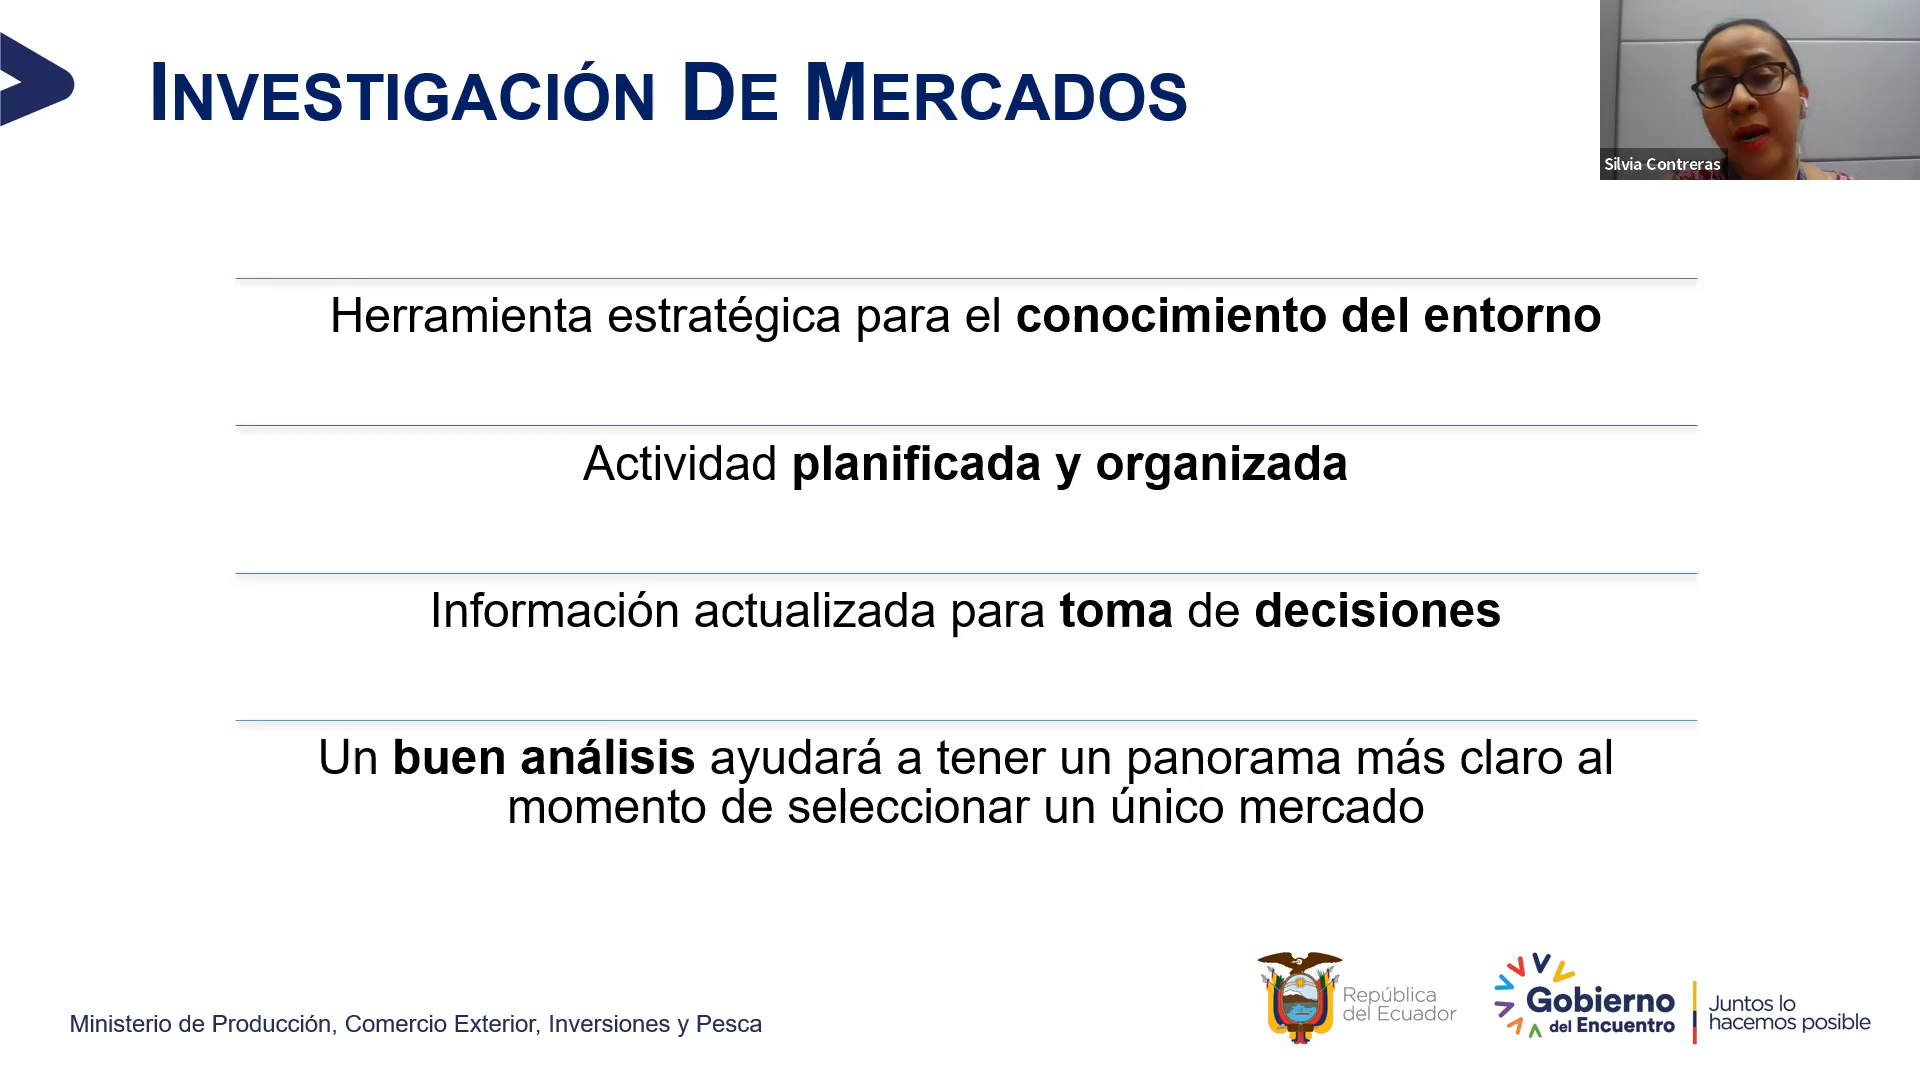 INVESTIGACIÓN DE MERCADOS
Silvia Contreras
Herramienta estratégica para el conocimiento del entorno
Actividad planificada y organizada
Información actualizada para toma de decisiones
Un buen análisis ayudará a tener un panorama más claro al
momento de seleccionar un único mercado
Ministerio de Producción, Comercio Exterior, Inversiones y Pesca
República
del Ecuador
Gobierno
del Encuentro
Juntos lo
hacemos posible